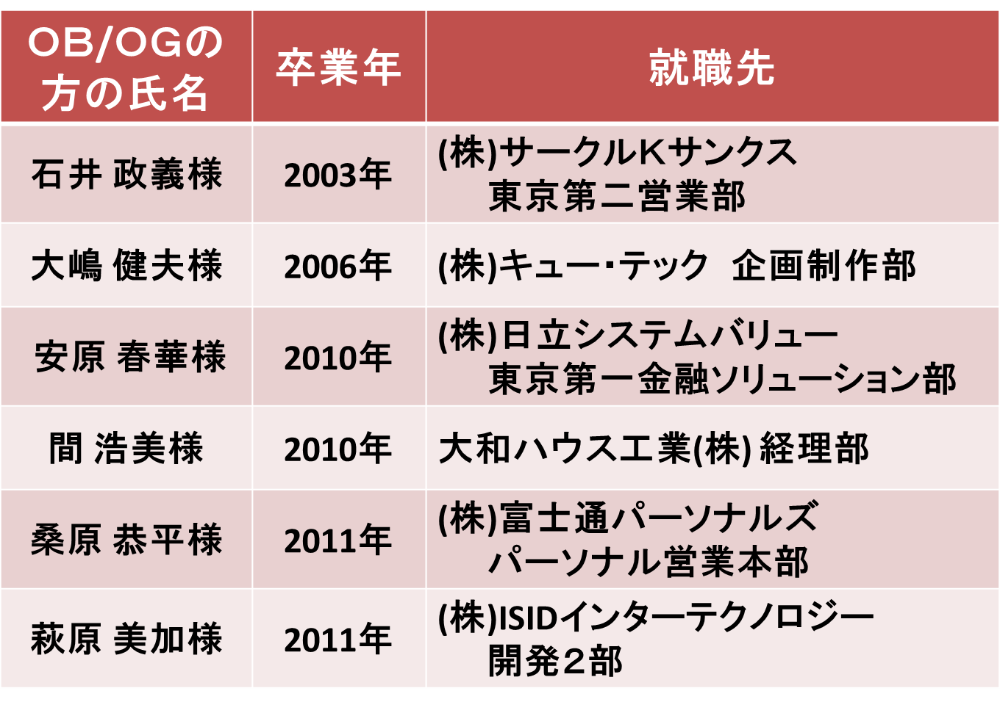 ＯＢ/ＯＧの
方の氏名
卒業年
就職先
石井 政義様
2003年
(株)サークルＫサンクス
東京第二営業部
大嶋 健夫様
2006年
(株)キュー・テック　企画制作部
安原 春華様
2010年
(株)日立システムバリュー
東京第一金融ソリューション部
間 浩美様
2010年
大和ハウス工業(株) 経理部
桑原 恭平様
2011年
(株)富士通パーソナルズ
パーソナル営業本部
萩原 美加様
2011年
(株)ISIDインターテクノロジー
開発２部